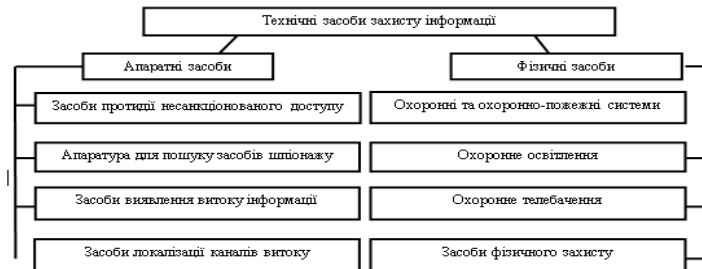 Технічні засоби захисту інформації
Апаратні засоби
Фізичні засоби
Засоби протидії несанкціонованого доступу
Охоронні та охоронно-пожежні системи
Апаратура для пошуку засобів шпіонажу
Охоронне освітлення
Засоби виявлення витоку інформації
Охоронне телебачення
Засоби локалізації каналів витоку
Засоби фізичного захисту